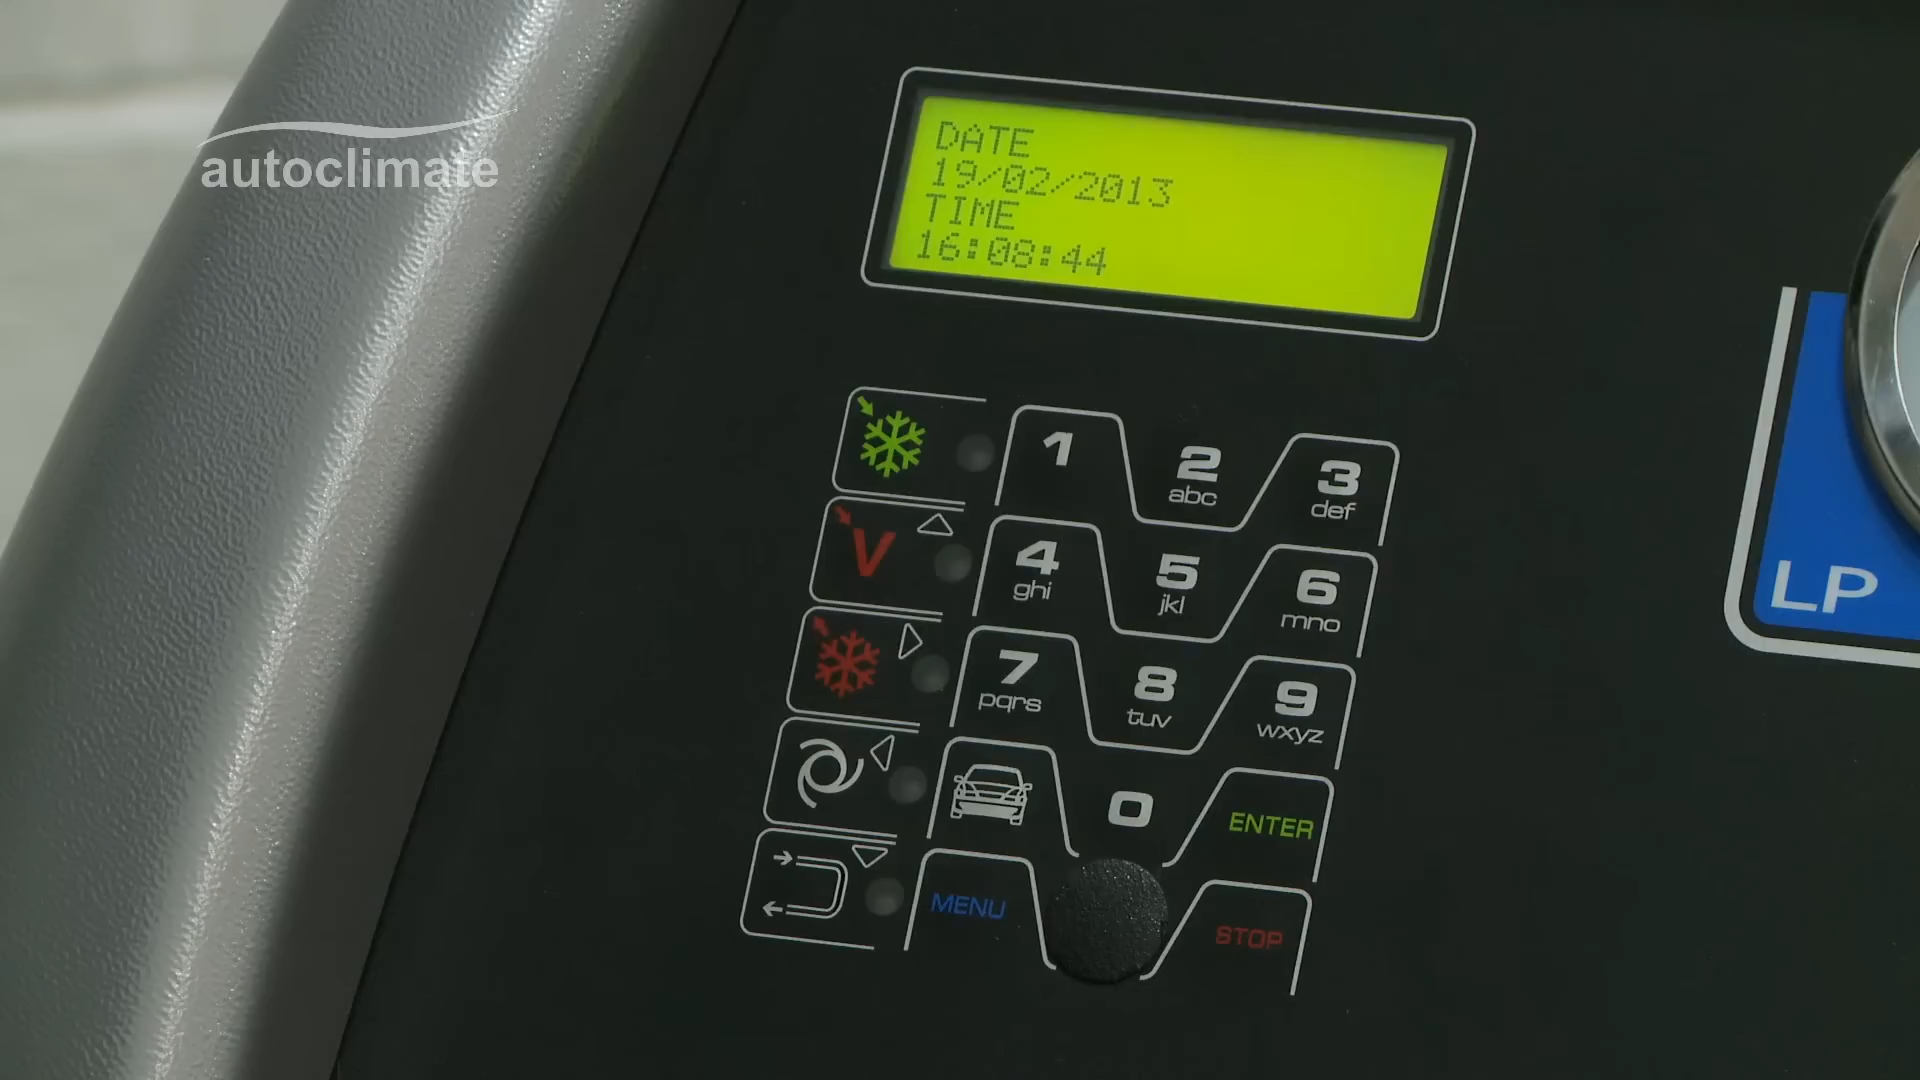 autoclimate
DATE
19/02/2013
TIME
16:08:44
1
2
abc
3
def
V
4
ghi
5
jkl
6
mno
7
pqrs
8
tuv
9
wxyz
0
ENTER
MENU
STOP
LP